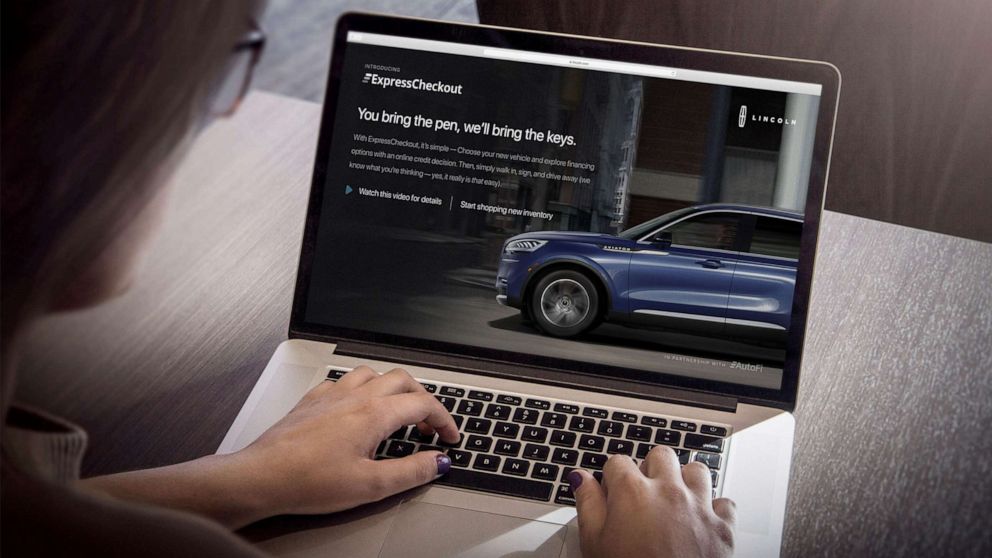 INTRODUCING
ExpressCheckout
LINCOLN
You bring the pen, we'll bring the keys.
With ExpressCheckout, it's simple — Choose your new vehicle and explore financing
options with an online credit decision. Then, simply walk in, sign, and drive away (we
know what you're thinking — yes, it really is that easy).
Watch this video for details
Start shopping new inventory
AVIATOR
IN PARTNERSHIP WITH AutoFi